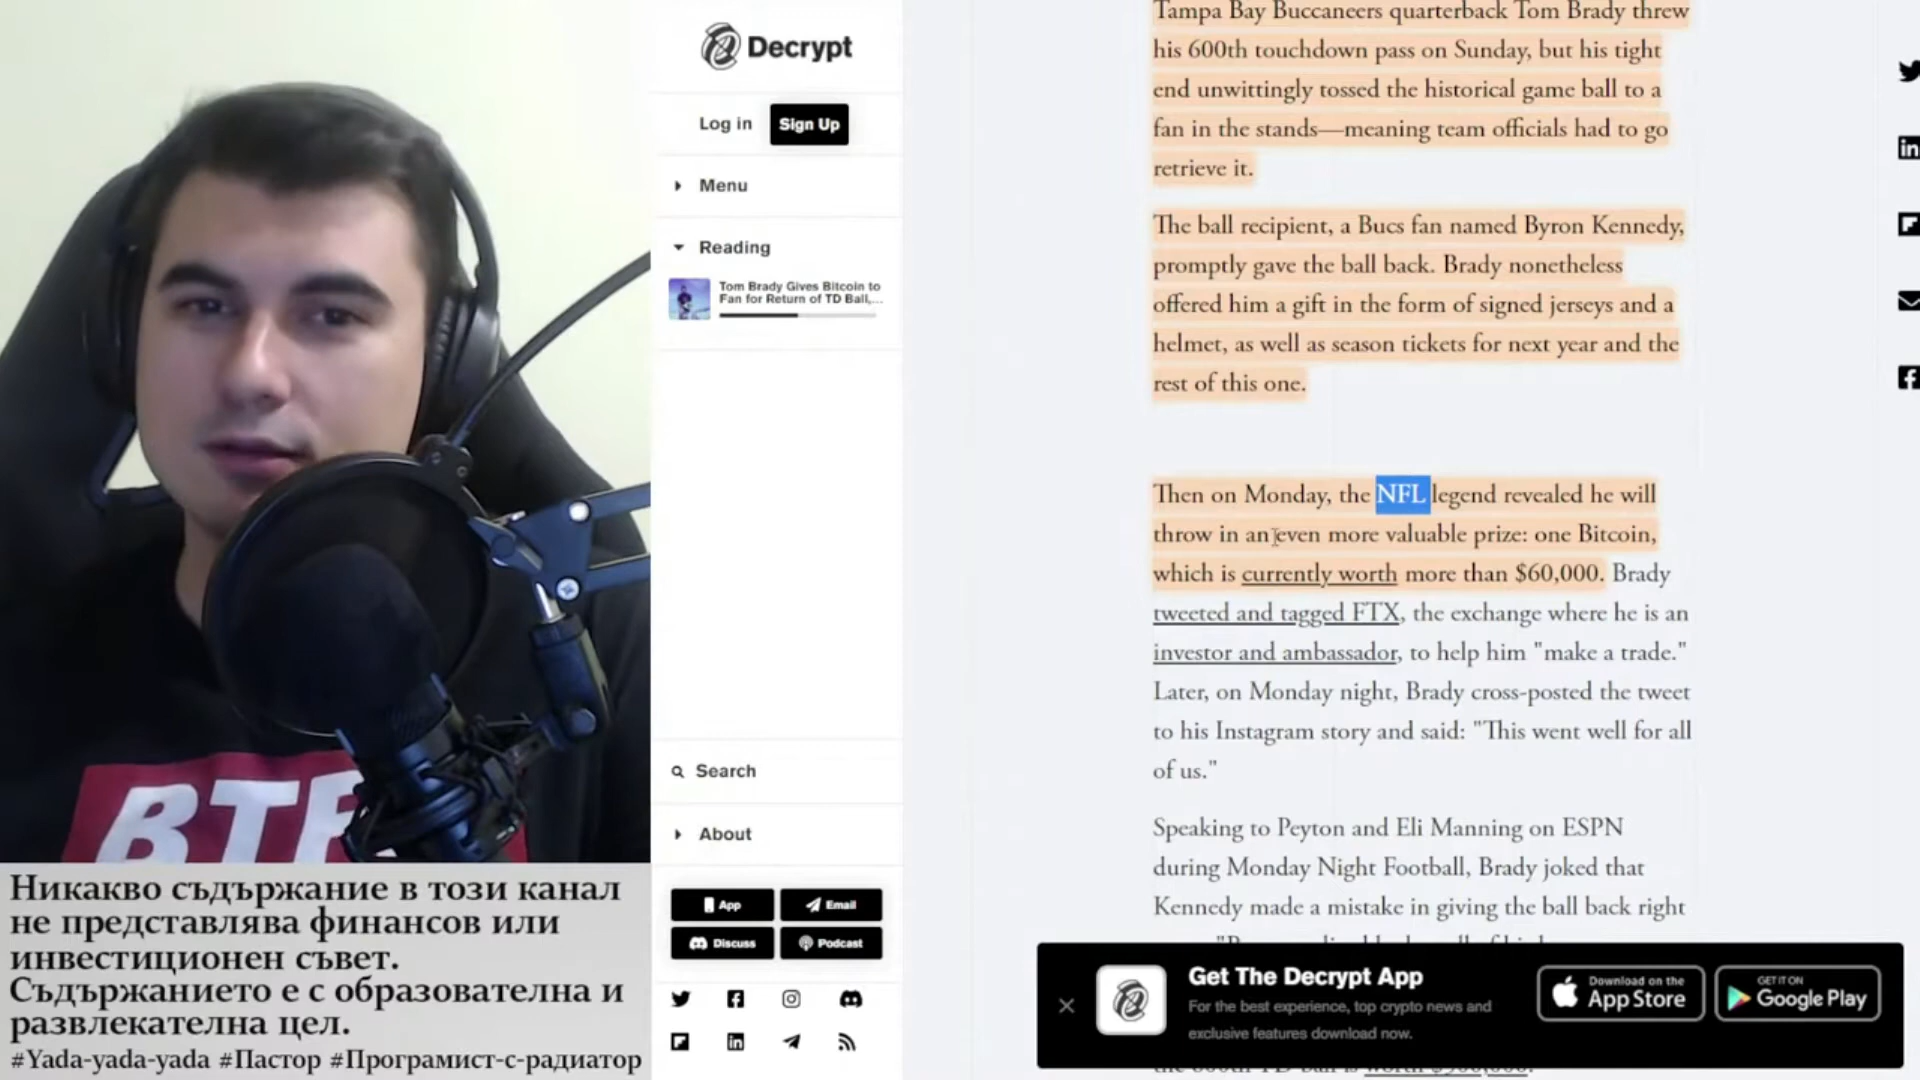 BTF
Никакво съдържание в този канал
не представлява финансов или
инвестиционен съвет.
Съдържанието е с образователна и
развлекателна цел.
#Yada-yada-yada #Пастор #Програмист-с-радиатор
Decrypt
Log in
Sign Up
Menu
Reading
Tom Brady Gives Bitcoin to
Fan for Return of TD Ball,...
Search
About
App
Email
Discuss
Podcast
Tampa Bay Buccaneers quarterback Tom Brady threw
his 600th touchdown pass on Sunday, but his tight
end unwittingly tossed the historical game ball to a
fan in the stands—meaning team officials had to go
retrieve it.
The ball recipient, a Bucs fan named Byron Kennedy,
promptly gave the ball back. Brady nonetheless
offered him a gift in the form of signed jerseys and a
helmet, as well as season tickets for next year and the
rest of this one.
Then on Monday, the NFL legend revealed he will
throw in an even more valuable prize: one Bitcoin,
which is currently worth more than $60,000. Brady
tweeted and tagged FTX, the exchange where he is an
investor and ambassador, to help him "make a trade."
Later, on Monday night, Brady cross-posted the tweet
to his Instagram story and said: "This went well for all
of us."
Speaking to Peyton and Eli Manning on ESPN
during Monday Night Football, Brady joked that
Kennedy made a mistake in giving the ball back right
Get The Decrypt App
For the best experience, top crypto news and
exclusive features download now.
Download on the
App Store
GET IT ON
Google Play